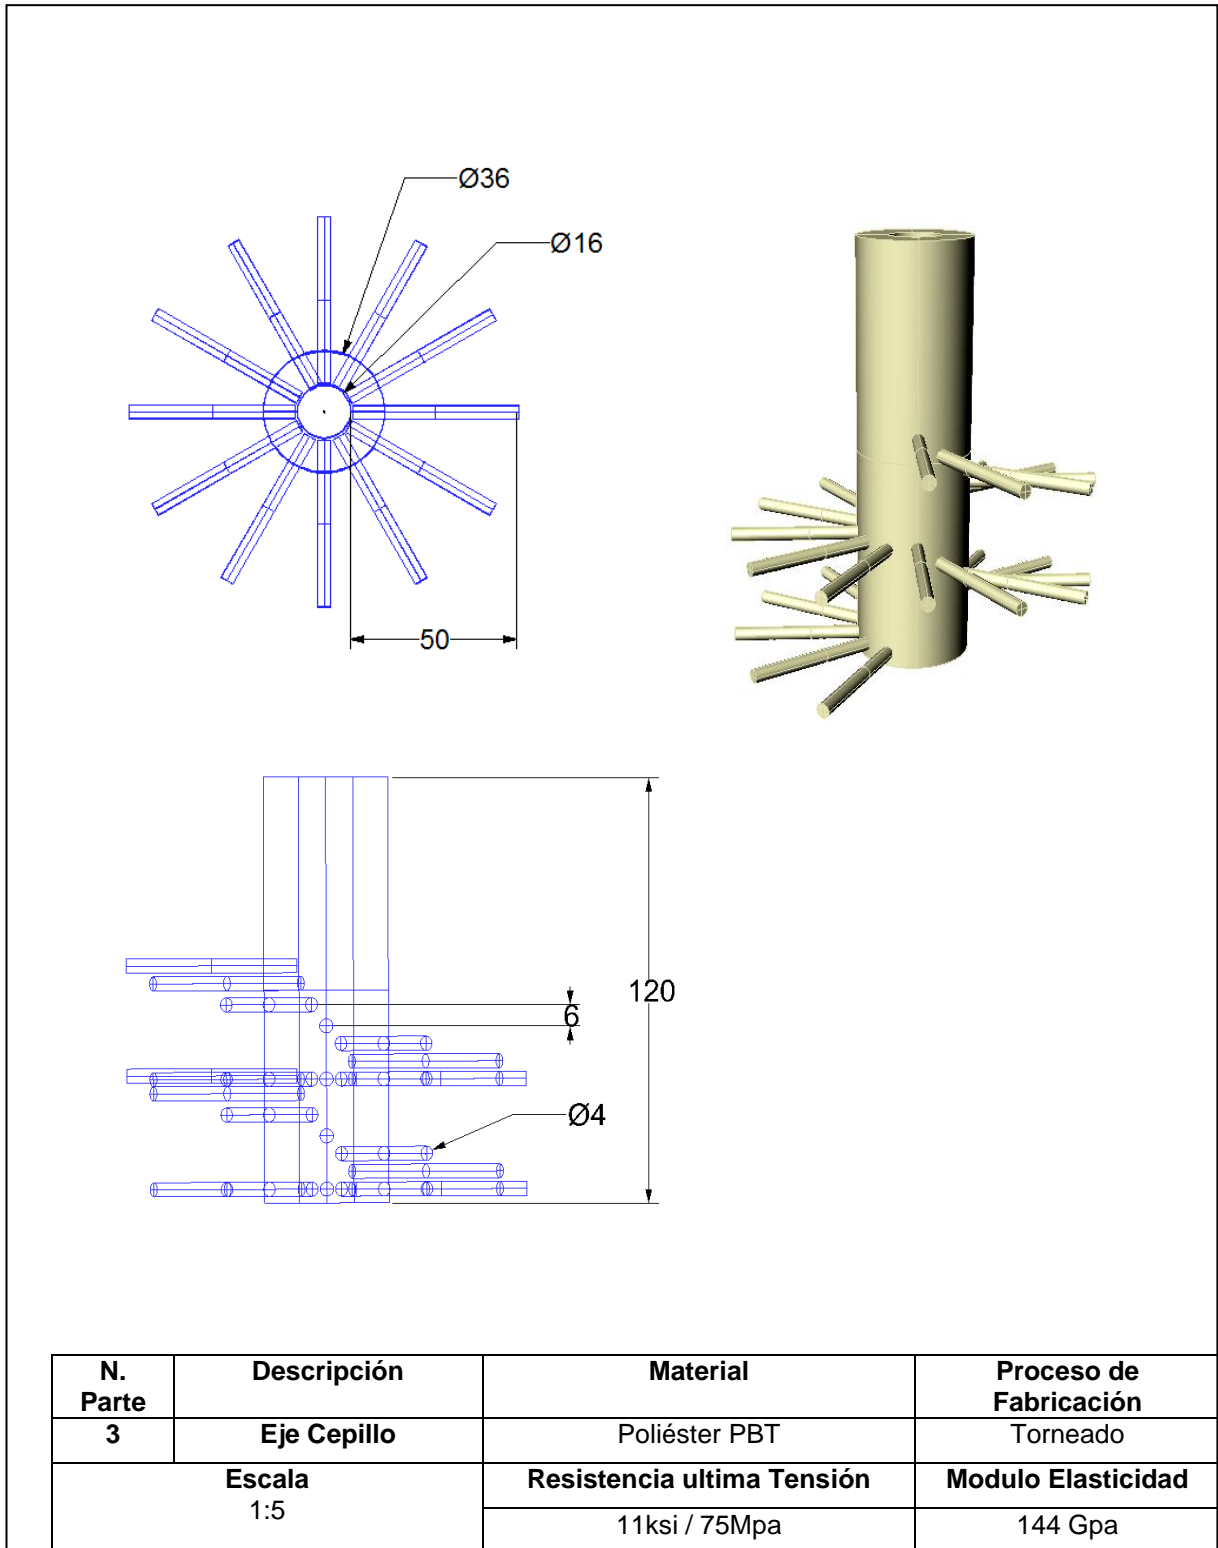 Ø36
Ø16
50
120
6
Ø4
N. Parte
Descripción
Material
Proceso de Fabricación
3
Eje Cepillo
Poliéster PBT
Torneado
Escala
1:5
Resistencia ultima Tensión
Modulo Elasticidad
11ksi / 75Mpa
144 Gpa